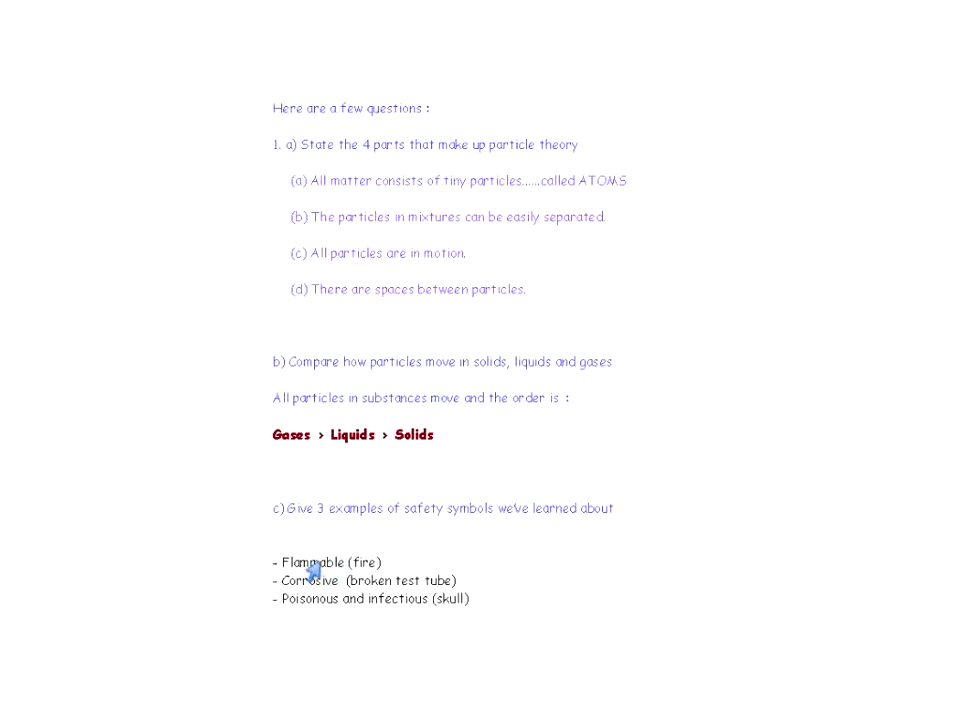 Here are a few questions :
1. a) State the 4 parts that make up particle theory
(a) All matter consists of tiny particles......called ATOMS
(b) The particles in mixtures can be easily separated.
(c) All particles are in motion.
(d) There are spaces between particles.
b) Compare how particles move in solids, liquids and gases
All particles in substances move and the order is :
Gases > Liquids > Solids
c) Give 3 examples of safety symbols we've learned about
- Flammable (fire)
- Corrosive (broken test tube)
- Poisonous and infectious (skull)